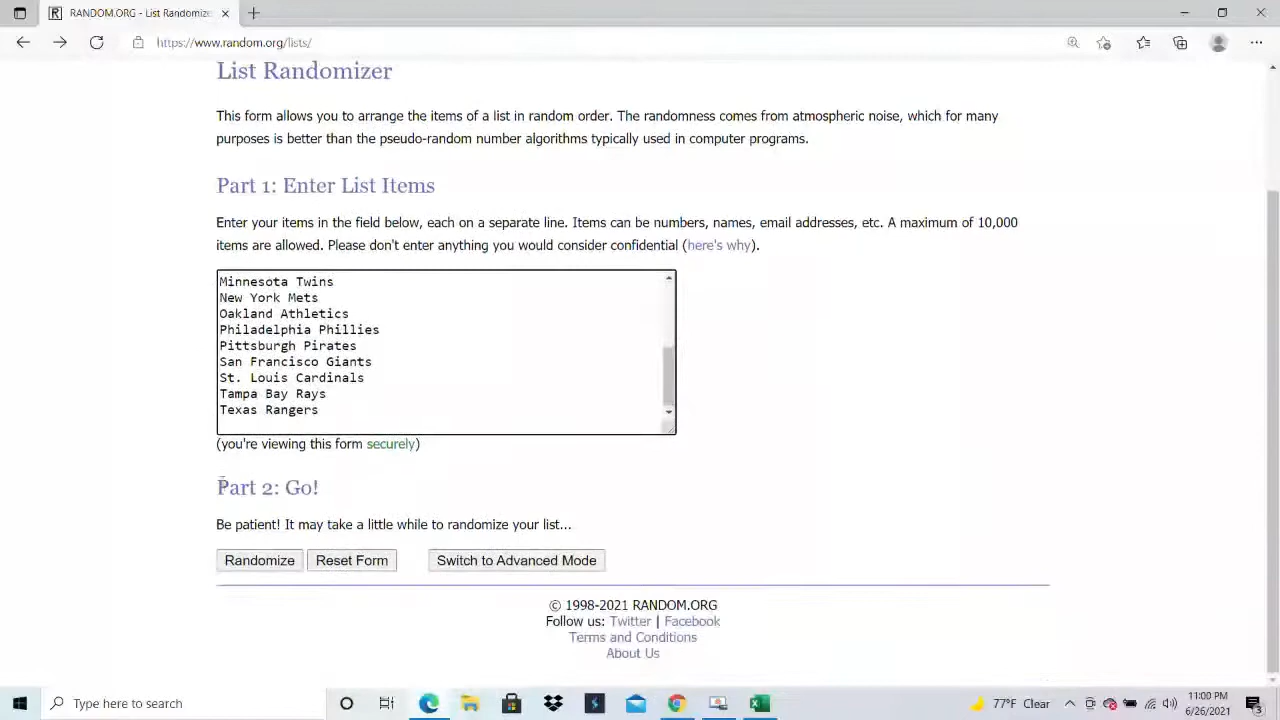 RANDOM.ORG - List Randomize
https://www.random.org/lists/
List Randomizer
This form allows you to arrange the items of a list in random order. The randomness comes from atmospheric noise, which for many
purposes is better than the pseudo-random number algorithms typically used in computer programs.
Part 1: Enter List Items
Enter your items in the field below, each on a separate line. Items can be numbers, names, email addresses, etc. A maximum of 10,000
items are allowed. Please don't enter anything you would consider confidential (here's why).
Minnesota Twins
New York Mets
Oakland Athletics
Philadelphia Phillies
Pittsburgh Pirates
San Francisco Giants
St. Louis Cardinals
Tampa Bay Rays
Texas Rangers
(you're viewing this form securely)
Part 2: Go!
Be patient! It may take a little while to randomize your list...
Randomize Reset Form Switch to Advanced Mode
© 1998-2021 RANDOM.ORG
Follow us: Twitter | Facebook
Terms and Conditions
About Us
Type here to search
77°F Clear
11:00 PM
6/26/2021
3